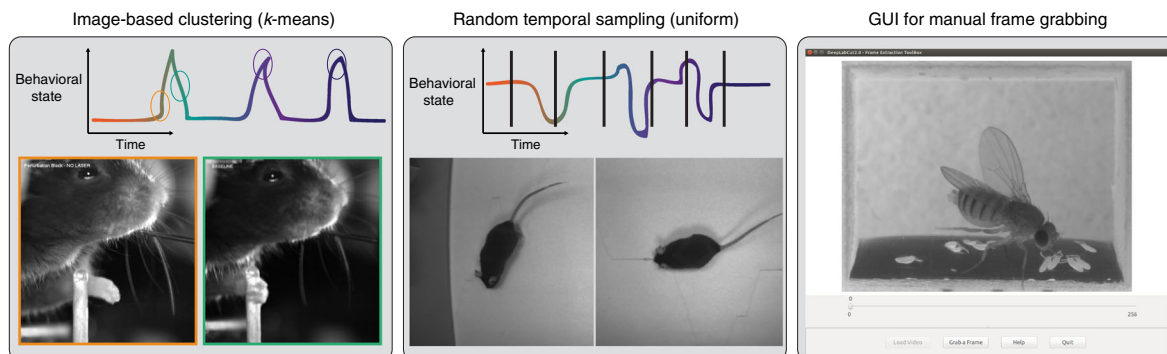 Image-based clustering (k-means)
Behavioral
state
Time
Perturbation Block - NO LASER
BASELINE
Random temporal sampling (uniform)
Behavioral
state
Time
GUI for manual frame grabbing
DeepLabCut2.0 - Frame Extraction ToolBox
0
0
256
Load Video
Grab a Frame
Help
Quit